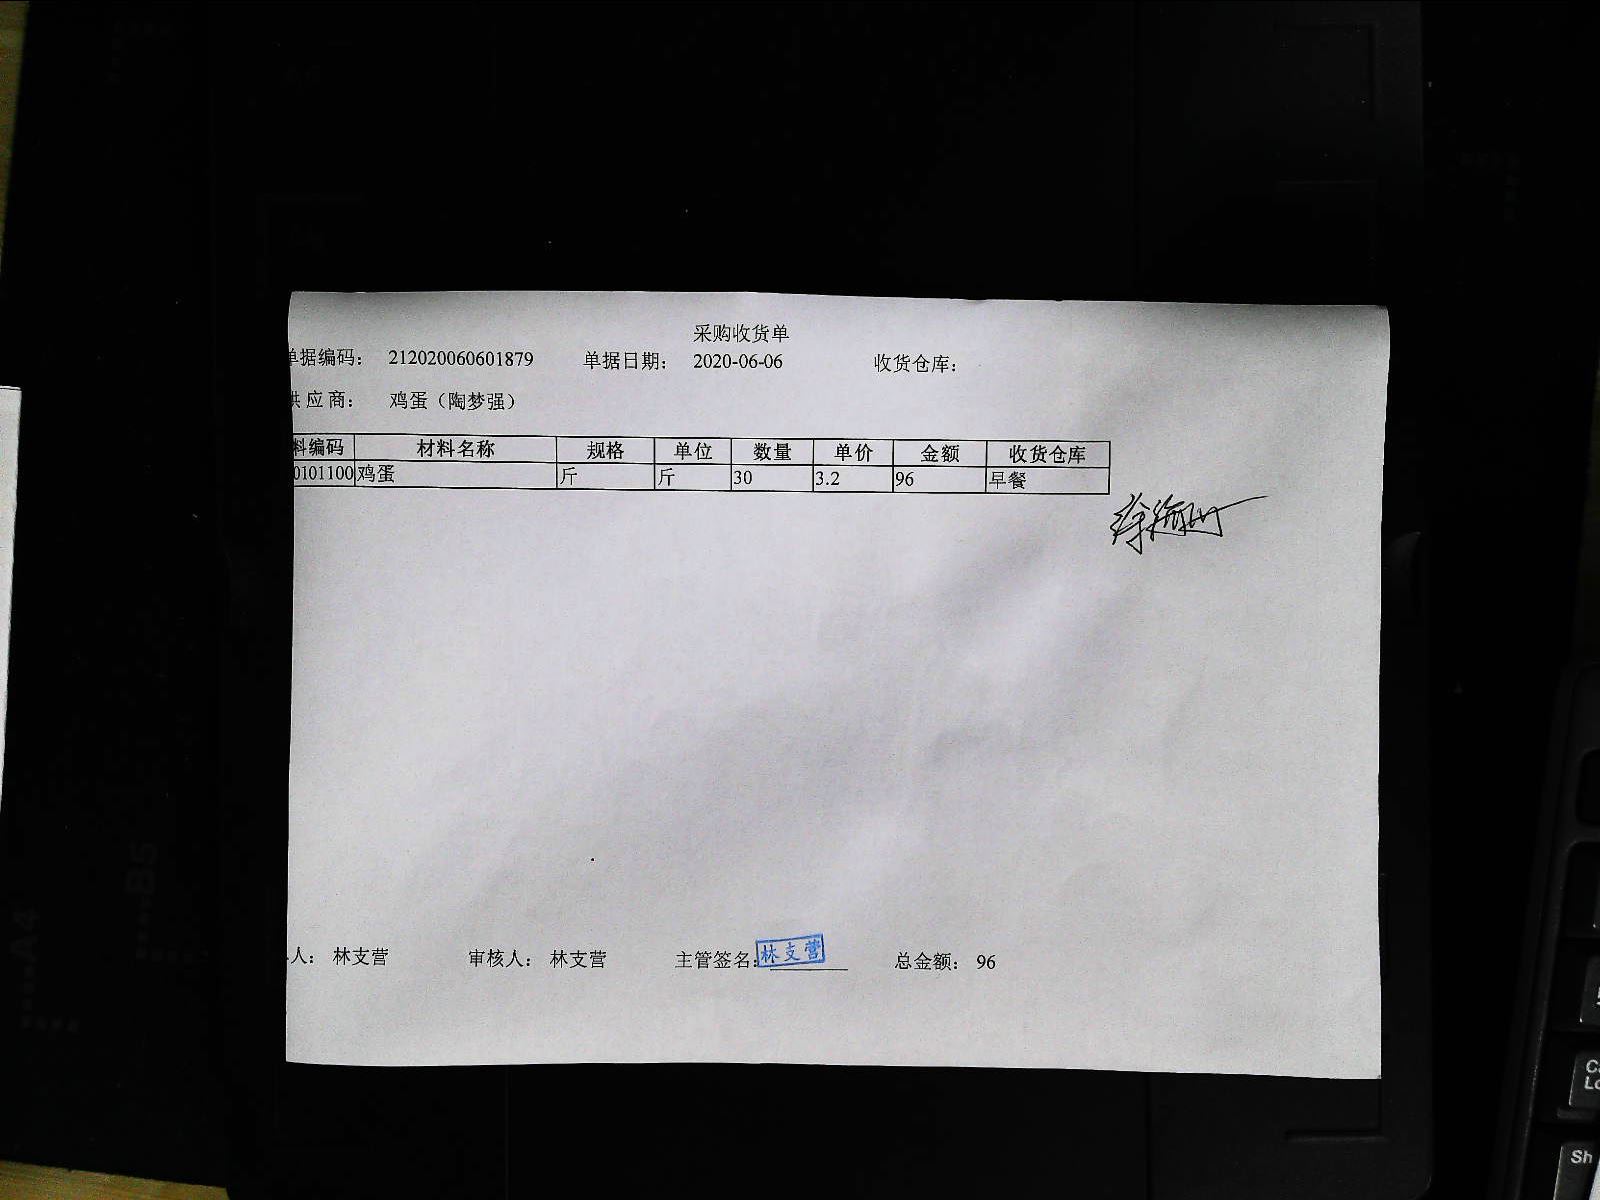 采购收货单
单据编码： 212020060601879 单据日期： 2020-06-06 收货仓库：
供应商： 鸡蛋（陶梦强）
料编码 材料名称 规格 单位 数量 单价 金额 收货仓库
0101100 鸡蛋 斤 斤 30 3.2 96 早餐
人： 林支营 审核人： 林支营 主管签名: 林支营 总金额： 96
B5
A4
Sh